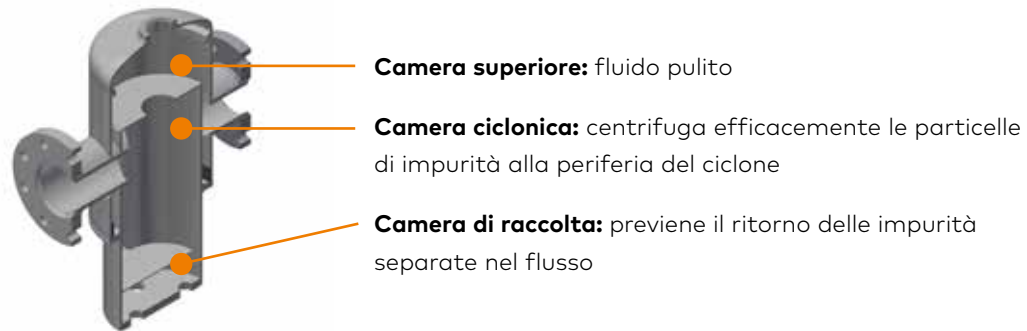 Camera superiore: fluido pulito
Camera ciclonica: centrifuga efficacemente le particelle
di impurità alla periferia del ciclone
Camera di raccolta: previene il ritorno delle impurità
separate nel flusso